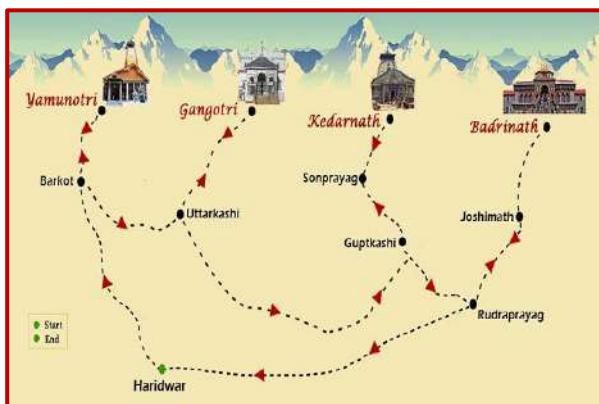 Yamunotri
Gangotri
Kedarnath
Badrinath
Barkot
Uttarkashi
Sonprayag
Joshimath
Guptkashi
Rudraprayag
Start
End
Haridwar